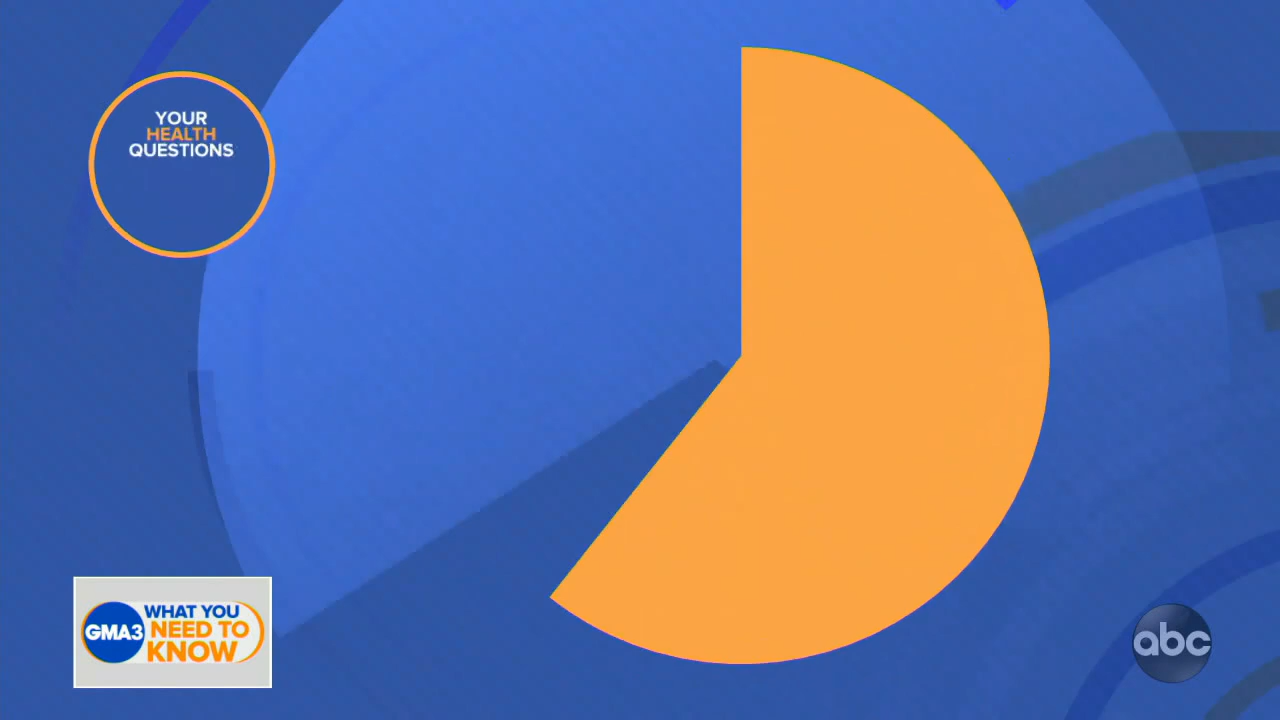 YOUR
HEALTH
QUESTIONS
GMA3
WHAT YOU
NEED TO
KNOW
abc